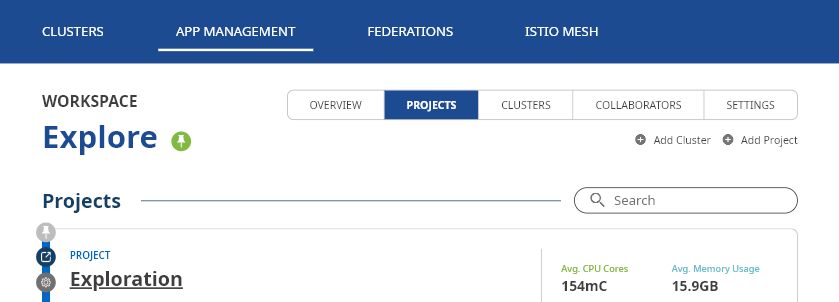 CLUSTERS APP MANAGEMENT FEDERATIONS ISTIO MESH
WORKSPACE
OVERVIEW PROJECTS CLUSTERS COLLABORATORS SETTINGS
Explore
Add Cluster Add Project
Projects
Search
PROJECT
Exploration
Avg. CPU Cores Avg. Memory Usage
154mC 15.9GB